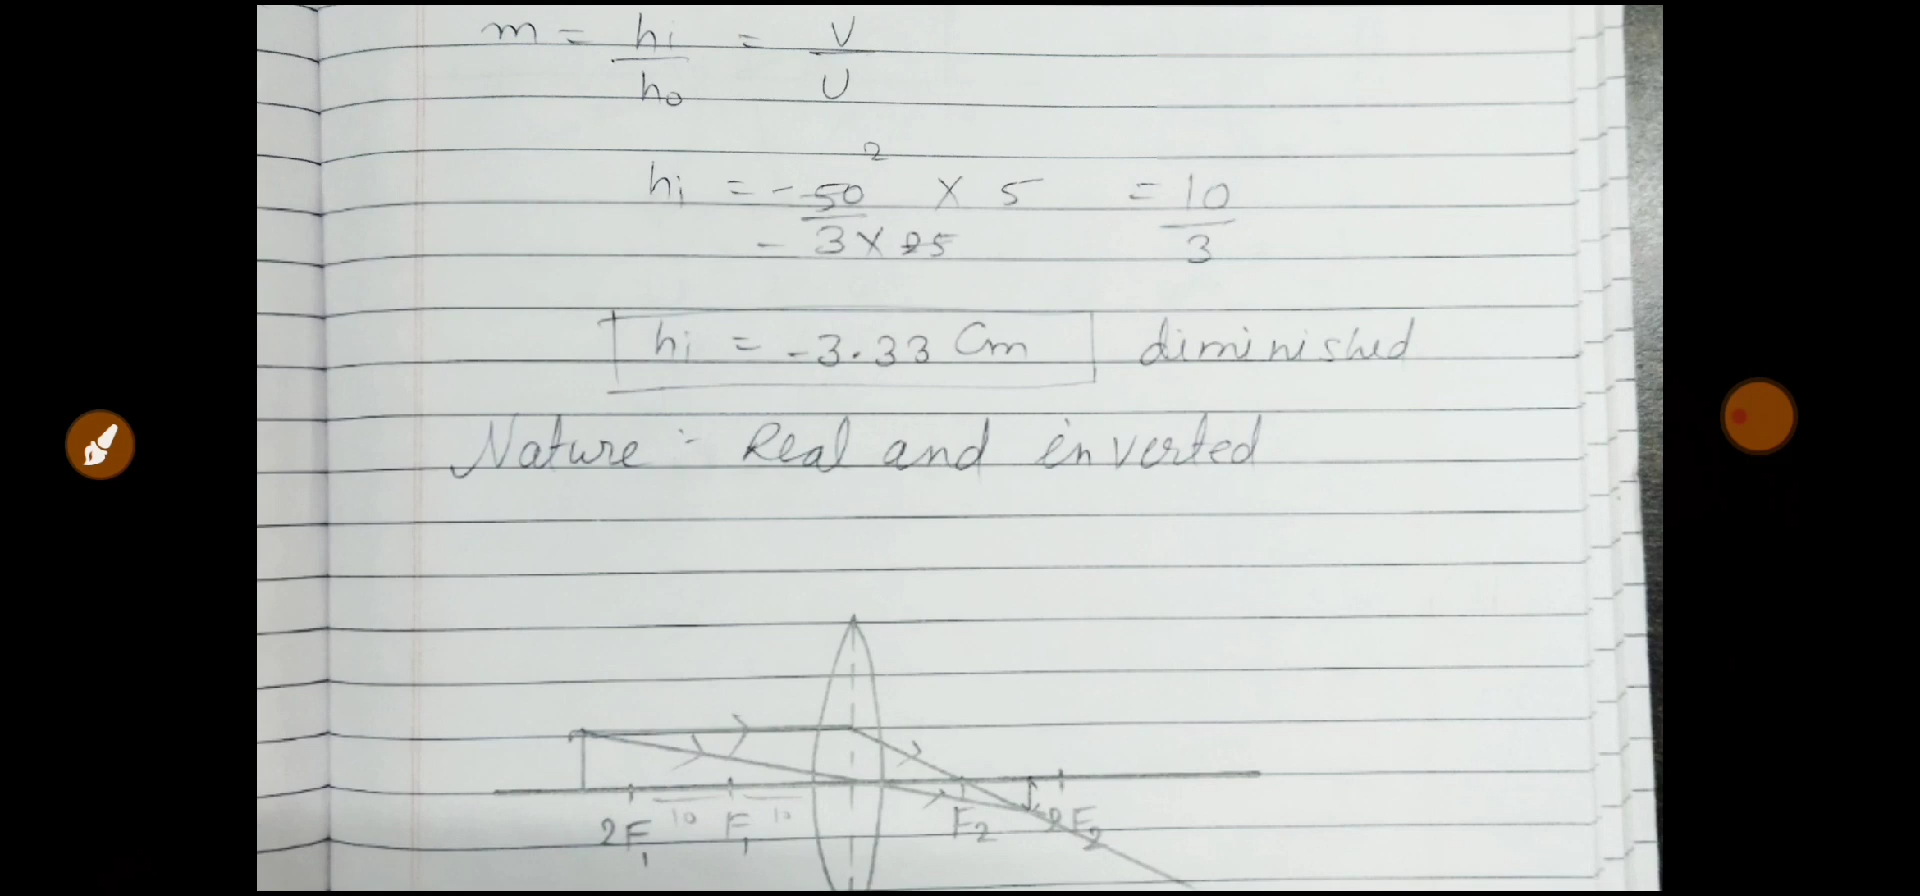 m = hi/ho = V/U
hi = - 50/- 3 X 25 2 X 5 = 10/3
hi = -3.33 Cm diminished
Nature :- Real and inverted
2F1 10 F1 10 F2 2F2